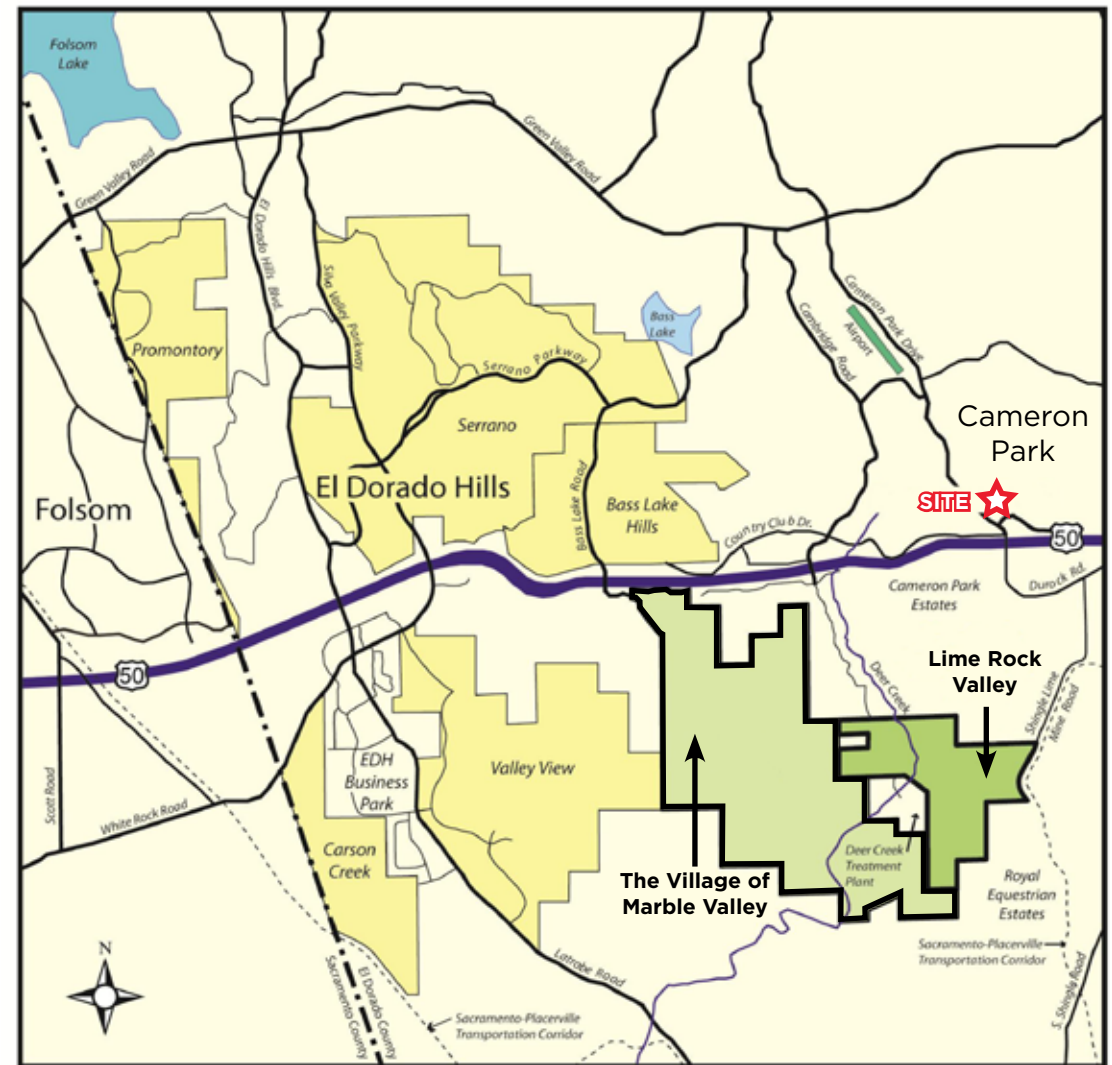 Folsom
Lake
Green Valley Road
Green Valley Road
El Dorado Hills Blvd.
Silva Valley Parkway
Bass
Lake
Cameron Park Drive
Airport
Cambridge Road
Promontory
Serrano Parkway
Serrano
Cameron
Park
El Dorado Hills
SITE
Folsom
Bass Lake Road
Bass Lake
Hills
Country Club Dr.
50
Cameron Park
Estates
Durock Rd.
50
Lime Rock
Valley
Deer Creek
Shingle Lime
Mine Road
Scott Road
EDH
Business
Park
Valley View
White Rock Road
Carson
Creek
Deer Creek
Treatment
Plant
The Village of
Marble Valley
Royal
Equestrian
Estates
Sacramento-Placerville
Transportation Corridor
N
Latrobe Road
El Dorado County
Sacramento County
Sacramento-Placerville
Transportation Corridor
S. Shingle Road